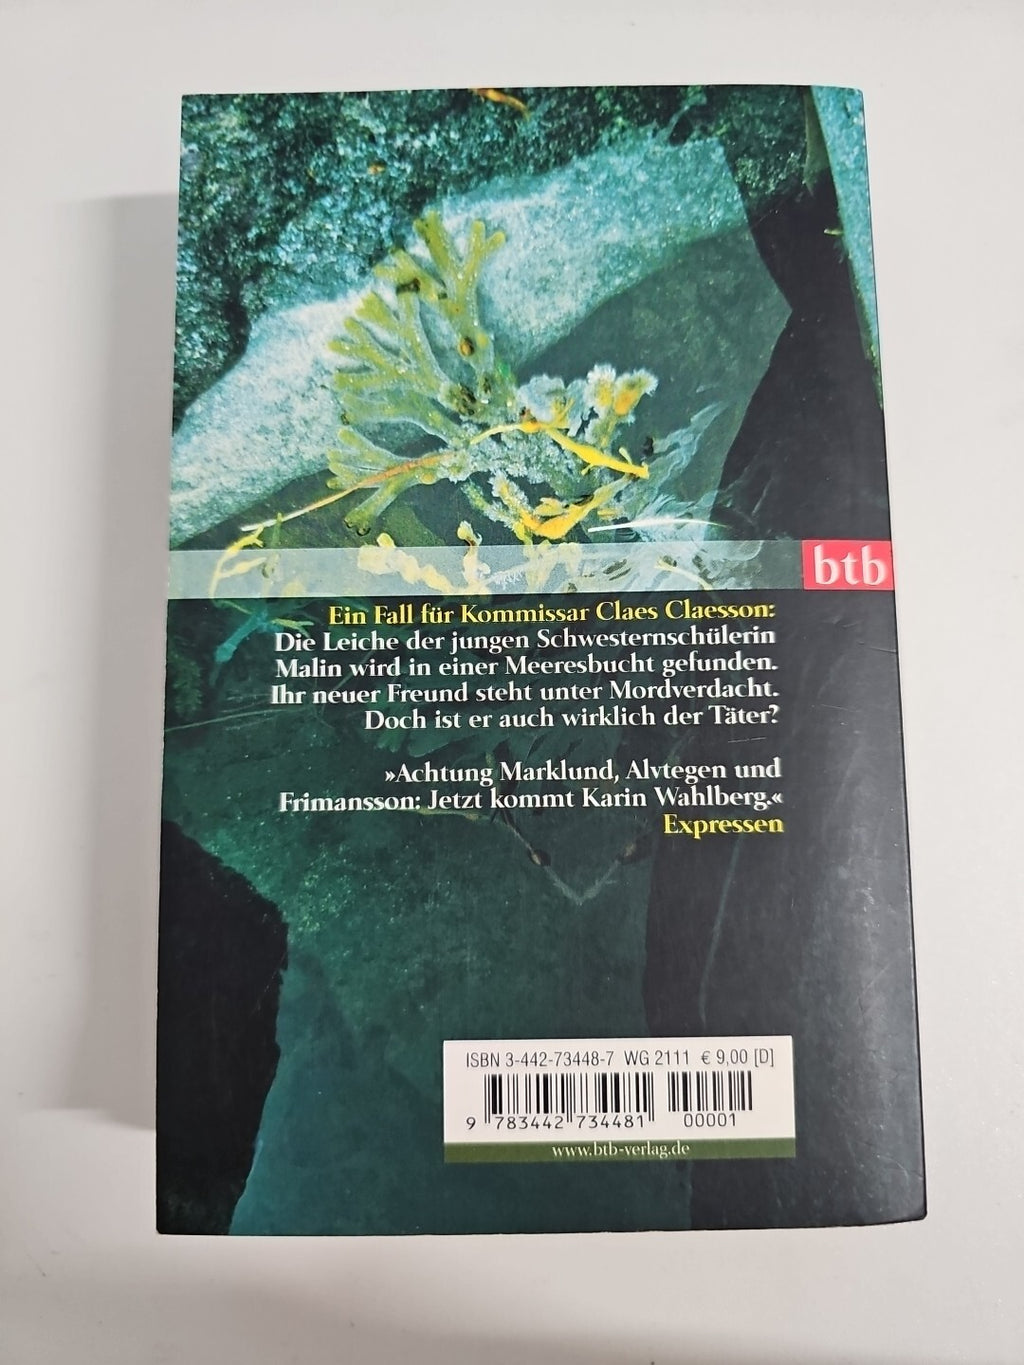 btb
Ein Fall für Kommissar Claes Claesson:
Die Leiche der jungen Schwesternschülerin
Malin wird in einer Meeresbucht gefunden.
Ihr neuer Freund steht unter Mordverdacht.
Doch ist er auch wirklich der Täter?
»Achtung Marklund, Alvtegen und
Frimansson: Jetzt kommt Karin Wahlberg.«
Expressen
ISBN 3-442-73448-7 WG 2111 € 9,00 [D]
9 783442 734481 00001
www.btb-verlag.de